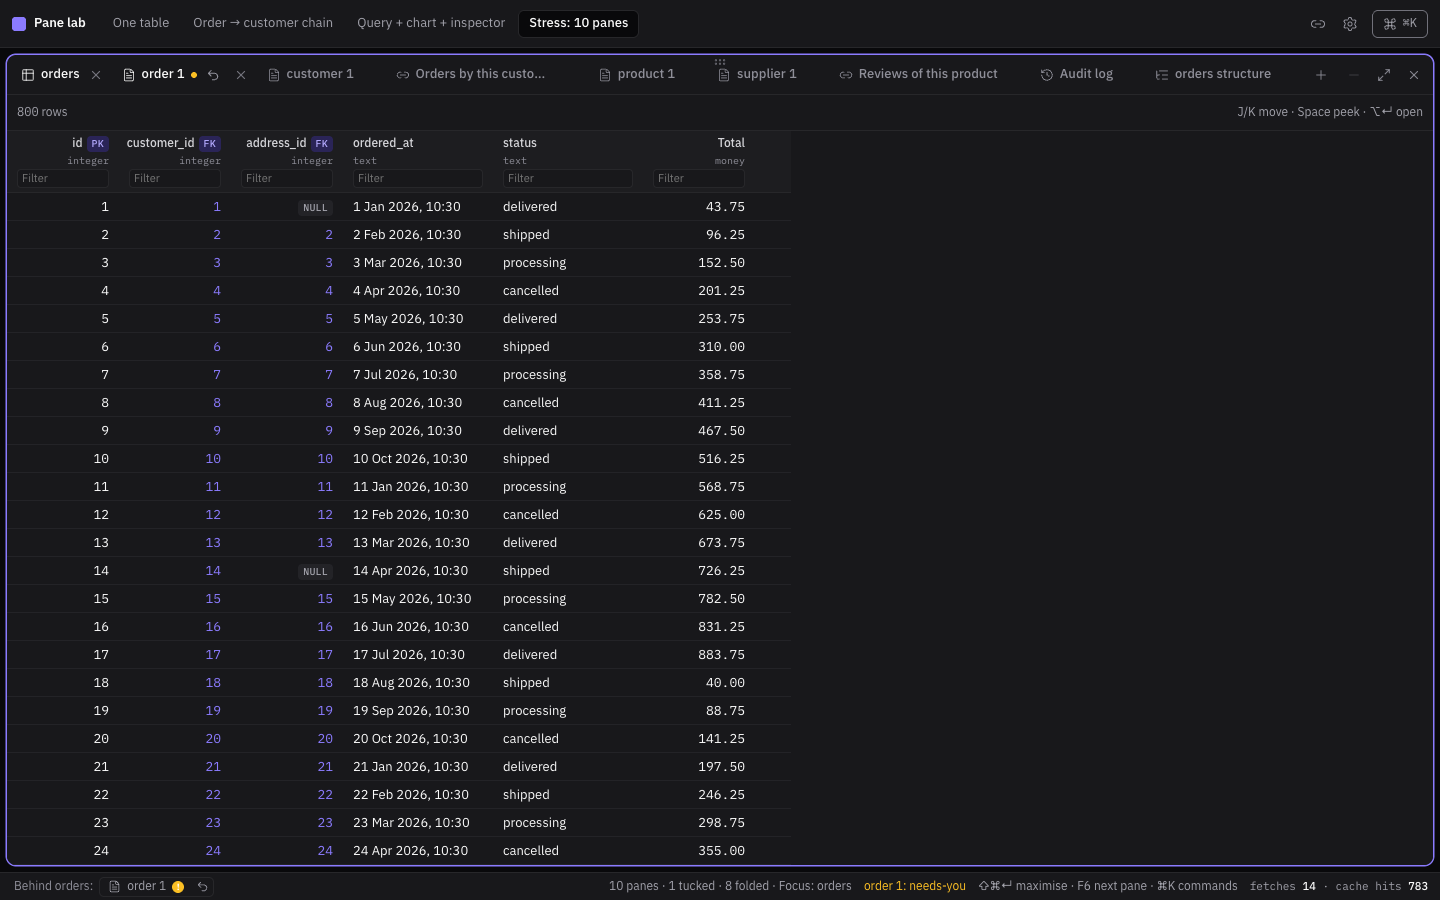 Pane lab One table Order → customer chain Query + chart + inspector Stress: 10 panes ⌘ ⌘K
orders order 1 customer 1 Orders by this custo... product 1 supplier 1 Reviews of this product Audit log orders structure
800 rows J/K move · Space peek · ⌥↵ open
id PK customer_id FK address_id FK ordered_at status Total
integer integer integer text text money
Filter Filter Filter Filter Filter Filter
1 1 NULL 1 Jan 2026, 10:30 delivered 43.75
2 2 2 2 Feb 2026, 10:30 shipped 96.25
3 3 3 3 Mar 2026, 10:30 processing 152.50
4 4 4 4 Apr 2026, 10:30 cancelled 201.25
5 5 5 5 May 2026, 10:30 delivered 253.75
6 6 6 6 Jun 2026, 10:30 shipped 310.00
7 7 7 7 Jul 2026, 10:30 processing 358.75
8 8 8 8 Aug 2026, 10:30 cancelled 411.25
9 9 9 9 Sep 2026, 10:30 delivered 467.50
10 10 10 10 Oct 2026, 10:30 shipped 516.25
11 11 11 11 Jan 2026, 10:30 processing 568.75
12 12 12 12 Feb 2026, 10:30 cancelled 625.00
13 13 13 13 Mar 2026, 10:30 delivered 673.75
14 14 NULL 14 Apr 2026, 10:30 shipped 726.25
15 15 15 15 May 2026, 10:30 processing 782.50
16 16 16 16 Jun 2026, 10:30 cancelled 831.25
17 17 17 17 Jul 2026, 10:30 delivered 883.75
18 18 18 18 Aug 2026, 10:30 shipped 40.00
19 19 19 19 Sep 2026, 10:30 processing 88.75
20 20 20 20 Oct 2026, 10:30 cancelled 141.25
21 21 21 21 Jan 2026, 10:30 delivered 197.50
22 22 22 22 Feb 2026, 10:30 shipped 246.25
23 23 23 23 Mar 2026, 10:30 processing 298.75
24 24 24 24 Apr 2026, 10:30 cancelled 355.00
Behind orders: order 1 10 panes · 1 tucked · 8 folded · Focus: orders order 1: needs-you ⇧⌘↵ maximise · F6 next pane · ⌘K commands fetches 14 · cache hits 783